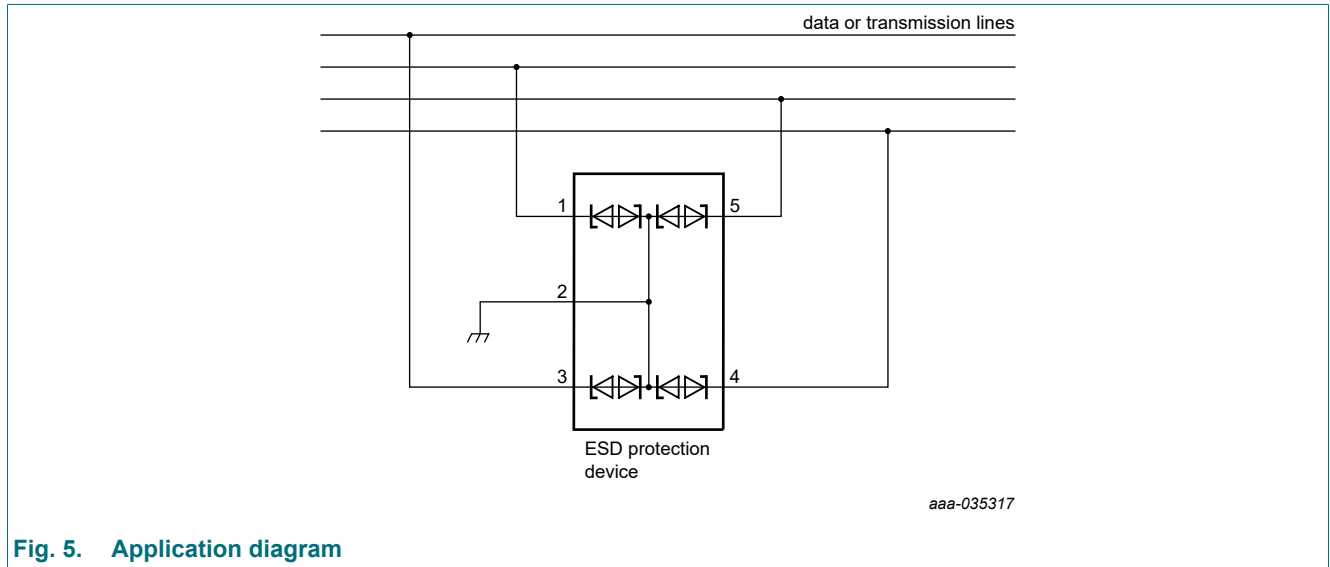 data or transmission lines
1
5
2
3
4
ESD protection
device
aaa-035317
Fig. 5. Application diagram